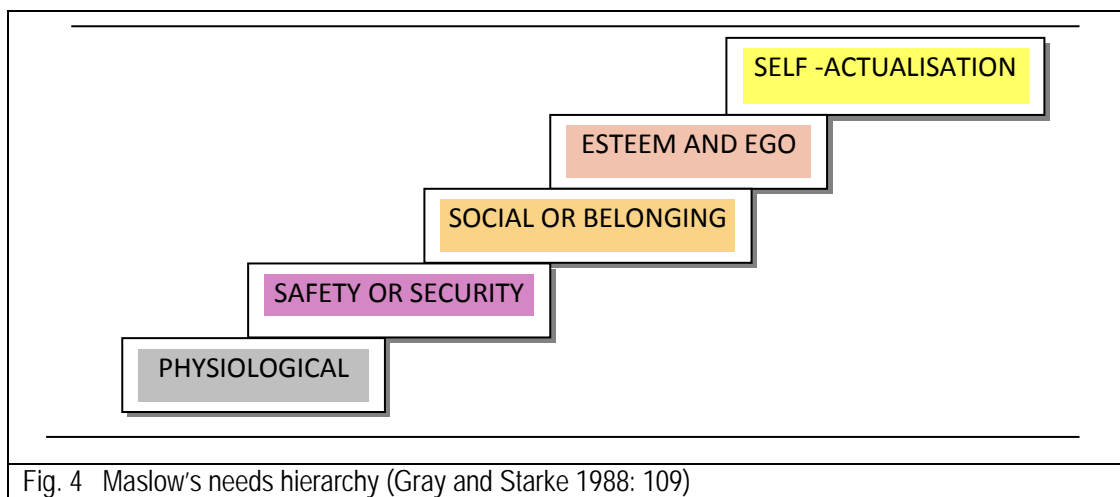 SELF -ACTUALISATION
ESTEEM AND EGO
SOCIAL OR BELONGING
SAFETY OR SECURITY
PHYSIOLOGICAL
Fig. 4 Maslow’s needs hierarchy (Gray and Starke 1988: 109)